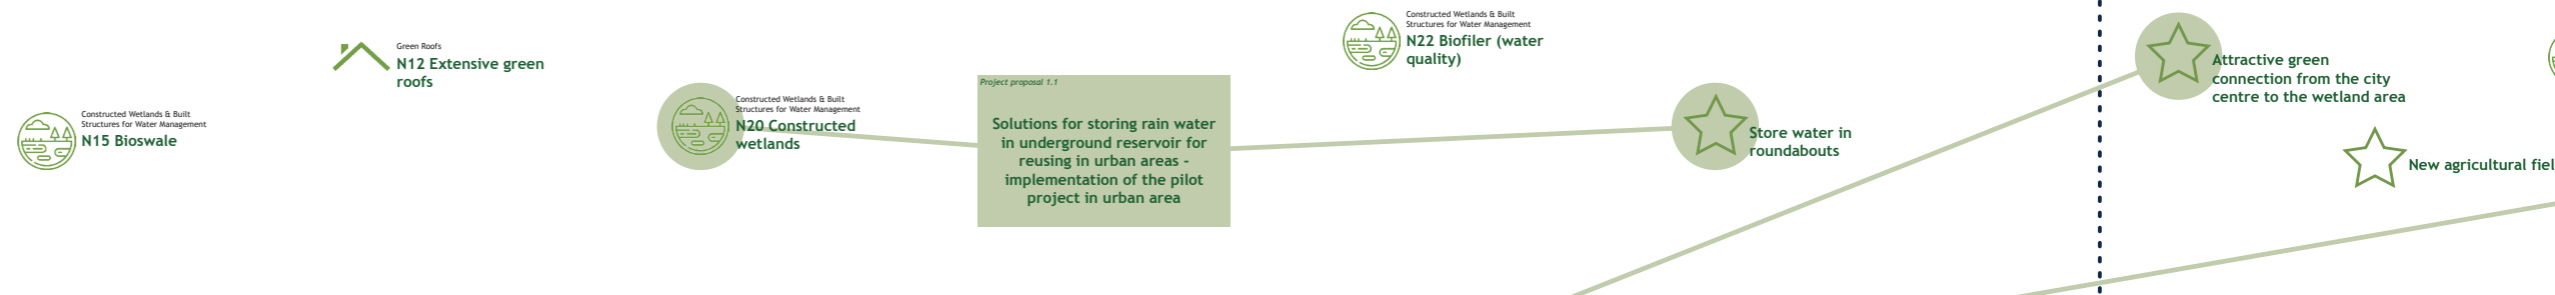 Constructed Wetlands & Built
Structures for Water Management
N15 Bioswale
Green Roofs
N12 Extensive green
roofs
Constructed Wetlands & Built
Structures for Water Management
N20 Constructed
wetlands
Project proposal 1.1
Solutions for storing rain water
in underground reservoir for
reusing in urban areas -
implementation of the pilot
project in urban area
Constructed Wetlands & Built
Structures for Water Management
N22 Biofiler (water
quality)
Store water in
roundabouts
Attractive green
connection from the city
centre to the wetland area
New agricultural fiel